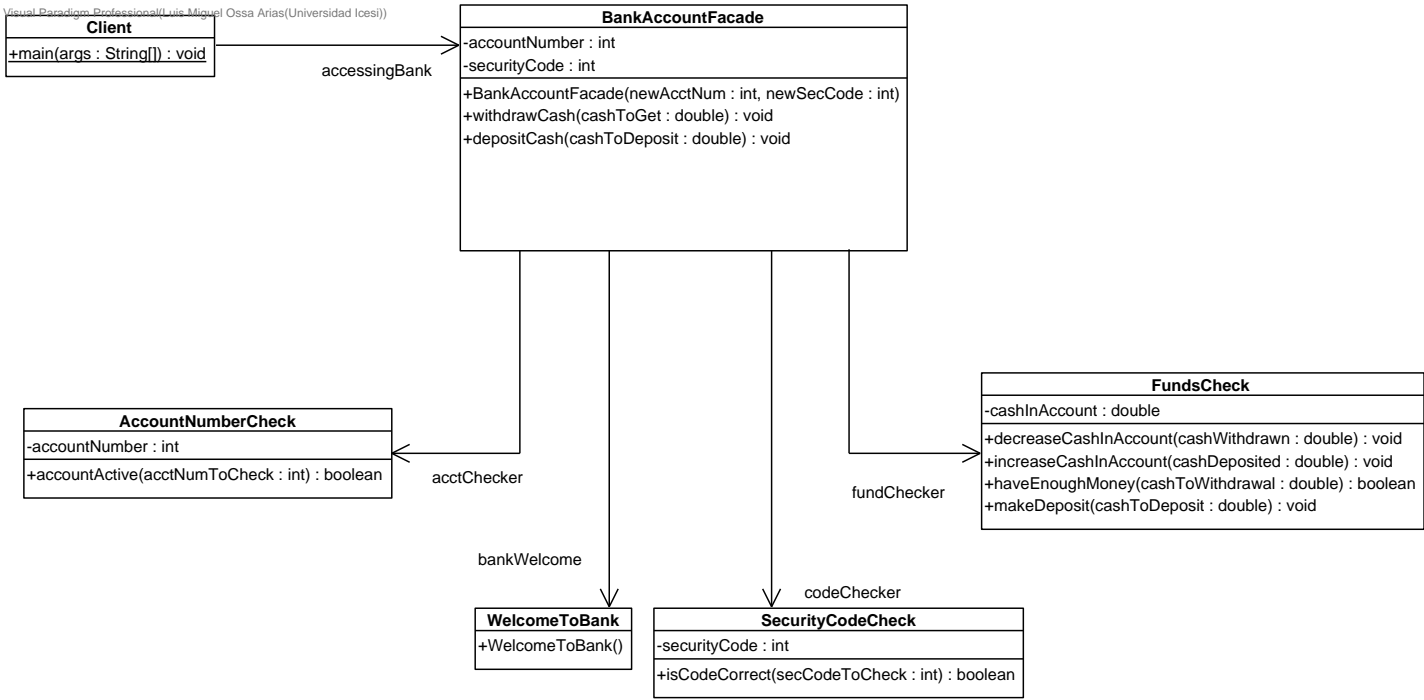 Visual Paradigm Professional(Luis Miguel Ossa Arias(Universidad Icesi))
Client
+main(args : String[]) : void
accessingBank
BankAccountFacade
-accountNumber : int
-securityCode : int
+BankAccountFacade(newAcctNum : int, newSecCode : int)
+withdrawCash(cashToGet : double) : void
+depositCash(cashToDeposit : double) : void
AccountNumberCheck
-accountNumber : int
+accountActive(acctNumToCheck : int) : boolean
acctChecker
FundsCheck
-cashInAccount : double
+decreaseCashInAccount(cashWithdrawn : double) : void
+increaseCashInAccount(cashDeposited : double) : void
+haveEnoughMoney(cashToWithdrawal : double) : boolean
+makeDeposit(cashToDeposit : double) : void
fundChecker
bankWelcome
WelcomeToBank
+WelcomeToBank()
codeChecker
SecurityCodeCheck
-securityCode : int
+isCodeCorrect(secCodeToCheck : int) : boolean